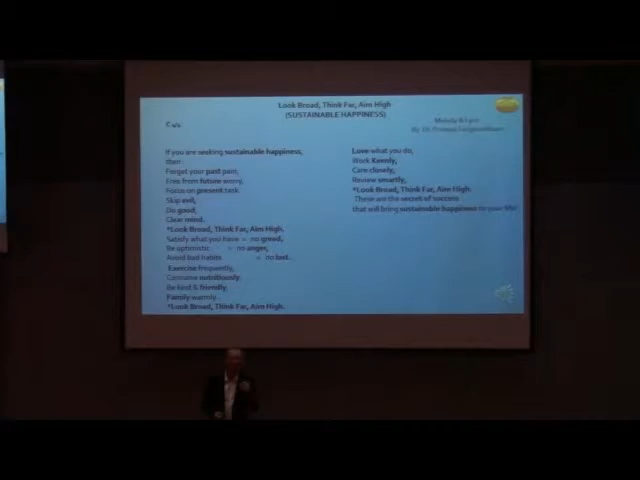 Look Broad, Think Far, Aim High
(SUSTAINABLE HAPPINESS)
Melody & Lyric
By Dr.
If you are seeking sustainable happiness,
then
Forget your past pain,
Free from future worry,
Focus on present task.
Skip evil,
Do good,
Clear mind.
*Look Broad, Think Far, Aim High.
Satisfy what you have = no greed,
Be optimistic = no anger,
Avoid bad habits = no lust.
Exercise frequently,
Consume nutritiously.
Be kind & friendly.
Family warmly.
*Look Broad, Think Far, Aim High.
Love what you do,
Work Keenly,
Care closely,
Review smartly,
*Look Broad, Think Far, Aim High.
These are the secret of success
that will bring sustainable happiness to your life!